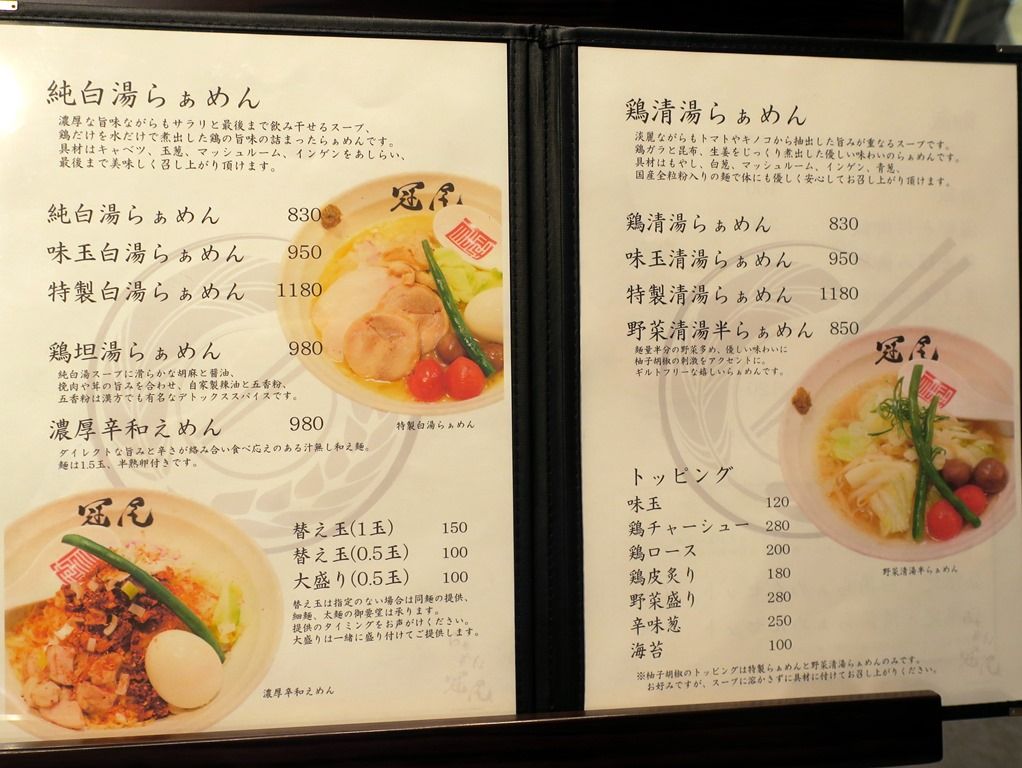 純白湯らぁめん
濃厚な旨味ながらもサラリと最後まで飲み干せるスープ、
鶏だけを水だけで煮出した鶏の旨味の詰まったらぁめんです。
具材はキャベツ、玉葱、マッシュルーム、インゲンをあしらい、
最後まで美味しく召し上がり頂けます。
純白湯らぁめん 830
味玉白湯らぁめん 950
特製白湯らぁめん 1180
鶏坦湯らぁめん 980
純白湯スープに滑らかな胡麻と醤油、
挽肉や茸の旨みを合わせ、自家製辣油と五香粉、
五香粉は漢方でも有名なデトックススパイスです。
濃厚辛和えめん 980
ダイレクトな旨みと辛さが絡み合い食べ応えのある汁無し和え麺。
麺は1.5玉、半熟卵付きです。
冠尾
特製白湯らぁめん
冠尾
濃厚辛和えめん
替え玉(1玉) 150
替え玉(0.5玉) 100
大盛り(0.5玉) 100
替え玉は指定のない場合は同麺の提供、
細麺、太麺の御要望は承ります。
提供のタイミングをお声がけください。
大盛りは一緒に盛り付けてご提供します。
鶏清湯らぁめん
淡麗ながらもトマトやキノコから抽出した旨みが重なるスープです。
鶏ガラと昆布、生姜をじっくり煮出した優しい味わいのらぁめんです。
具材はもやし、白葱、マッシュルーム、インゲン、青葱、
国産全粒粉入りの麺で体にも優しく安心してお召し上がり頂けます。
鶏清湯らぁめん 830
味玉清湯らぁめん 950
特製清湯らぁめん 1180
野菜清湯半らぁめん 850
麺量半分の野菜多め、優しい味わいに
柚子胡椒の刺激をアクセントに。
ギルトフリーな嬉しいらぁめんです。
冠尾
野菜清湯半らぁめん
トッピング
味玉 120
鶏チャーシュー 280
鶏ロース 200
鶏皮炙り 180
野菜盛り 280
辛味葱 250
海苔 100
※柚子胡椒のトッピングは特製らぁめんと野菜清湯らぁめんのみです。
お好みですが、スープに溶かさずに具材に付けてお召し上がりください。